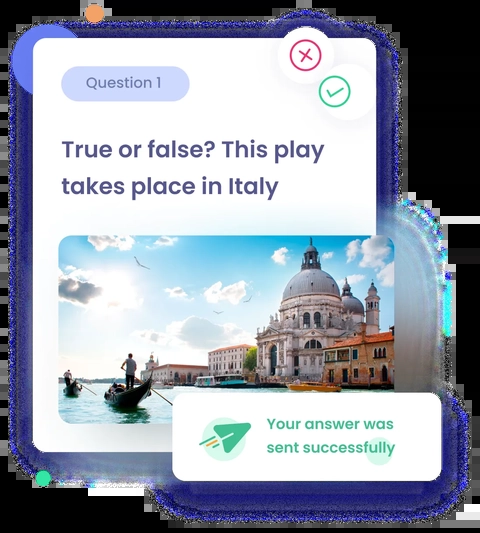 Question 1
True or false? This play
takes place in Italy
Your answer was
sent successfully